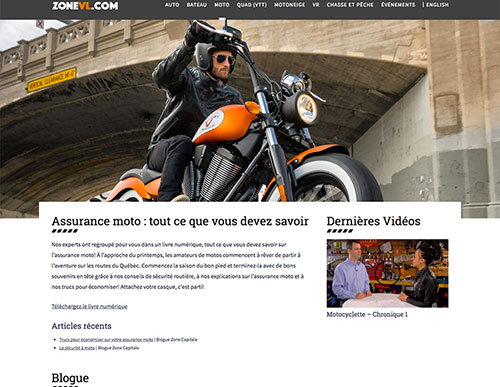 ZONEVL.COM
AUTO BATEAU MOTO QUAD (VTT) MOTONEIGE VR CHASSE ET PÊCHE ÉVÉNEMENTS | ENGLISH
VERTICAL CLEARANCE 14-11
Assurance moto : tout ce que vous devez savoir
Nos experts ont regroupé pour vous dans un livre numérique, tout ce que vous devez savoir sur
l'assurance moto! À l'approche du printemps, les amateurs de motos commencent à rêver de partir à
l'aventure sur les routes du Québec. Commencez la saison du bon pied et terminez-la avec de bons
souvenirs en tête grâce à nos conseils de sécurité routière, à nos explications sur l'assurance moto et à
nos trucs pour économiser! Attachez votre casque, c'est parti!
Téléchargez le livre numérique
Articles récents
Trucs pour économiser sur votre assurance moto | Blogue Zone Capitale
La sécurité à moto | Blogue Zone Capitale
Blogue
Dernières Vidéos
Motocyclette – Chronique 1